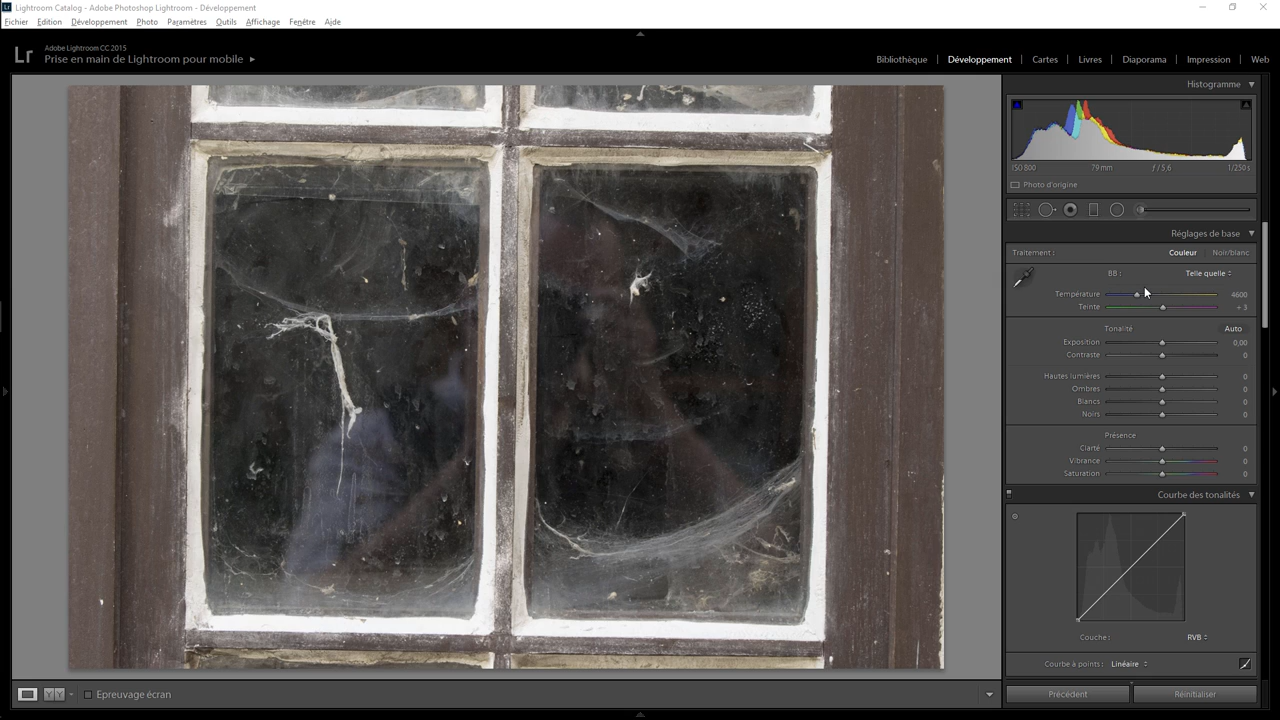 Lightroom Catalog - Adobe Photoshop Lightroom - Développement
Fichier Edition Développement Photo Paramètres Outils Affichage Fenêtre Aide
Lr
Adobe Lightroom CC 2015
Prise en main de Lightroom pour mobile
Bibliothèque | Développement | Cartes | Livres | Diaporama | Impression | Web
Histogramme
ISO 800 79 mm ƒ / 5,6 1/250 s
Photo d'origine
Réglages de base
Traitement : Couleur Noir/blanc
BB : Telle quelle
Température 4600
Teinte + 3
Tonalité Auto
Exposition 0,00
Contraste 0
Hautes lumières 0
Ombres 0
Blancs 0
Noirs 0
Présence
Clarté 0
Vibrance 0
Saturation 0
Courbe des tonalités
Couche : RVB
Courbe à points : Linéaire
Y Y Epreuvage écran
Précédent Réinitialiser